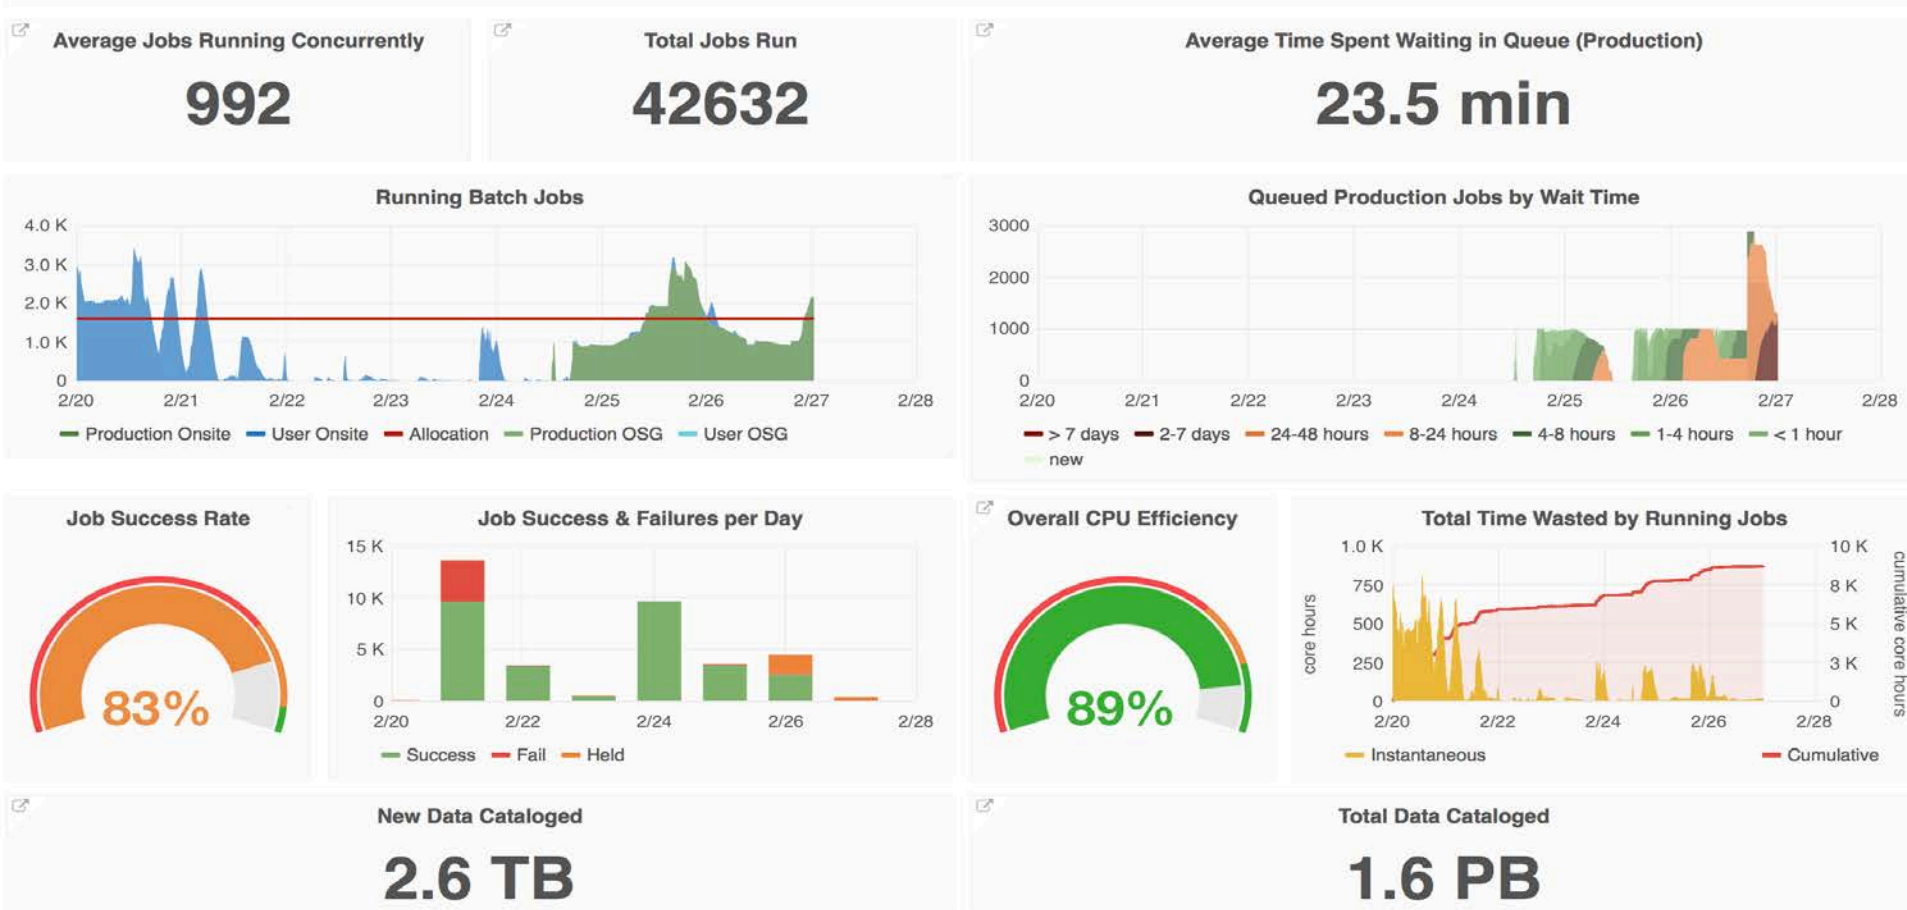 Average Jobs Running Concurrently
992
Total Jobs Run
42632
Average Time Spent Waiting in Queue (Production)
23.5 min
Running Batch Jobs
4.0 K
3.0 K
2.0 K
1.0 K
0
2/20 2/21 2/22 2/23 2/24 2/25 2/26 2/27 2/28
Production Onsite User Onsite Allocation Production OSG User OSG
Queued Production Jobs by Wait Time
3000
2000
1000
0
2/20 2/21 2/22 2/23 2/24 2/25 2/26 2/27 2/28
> 7 days 2-7 days 24-48 hours 8-24 hours 4-8 hours 1-4 hours < 1 hour
new
Job Success Rate
83%
Job Success & Failures per Day
15 K
10 K
5 K
0
2/20 2/22 2/24 2/26 2/28
Success Fail Held
Overall CPU Efficiency
89%
Total Time Wasted by Running Jobs
core hours
1.0 K
750
500
250
0
10 K
8 K
5 K
3 K
0
cumulative core hours
2/20 2/22 2/24 2/26 2/28
Instantaneous Cumulative
New Data Cataloged
2.6 TB
Total Data Cataloged
1.6 PB